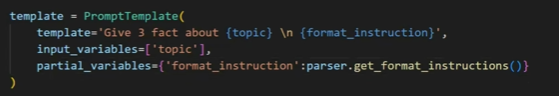 template = PromptTemplate(
    template='Give 3 fact about {topic} \n {format_instruction}',
    input_variables=['topic'],
    partial_variables={'format_instruction':parser.get_format_instructions()}
)